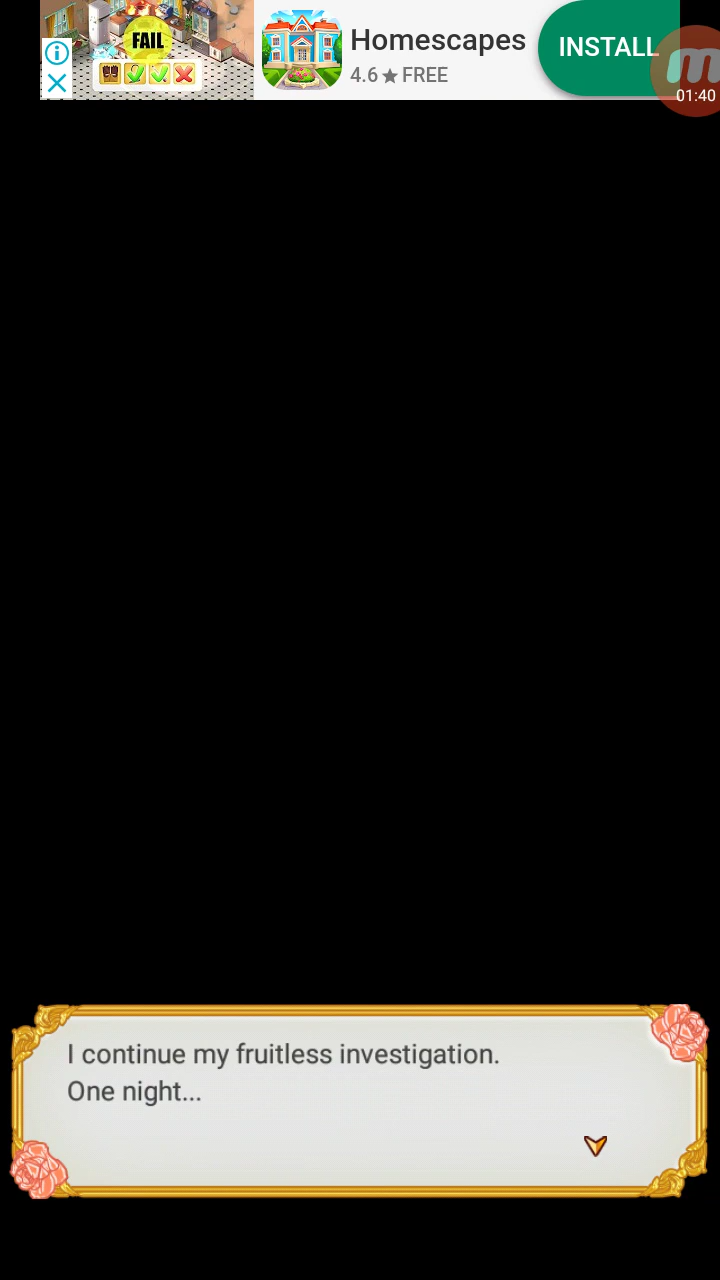 FAIL
Homescapes
4.6★ FREE
INSTALL
m
01:40
I continue my fruitless investigation.
One night...